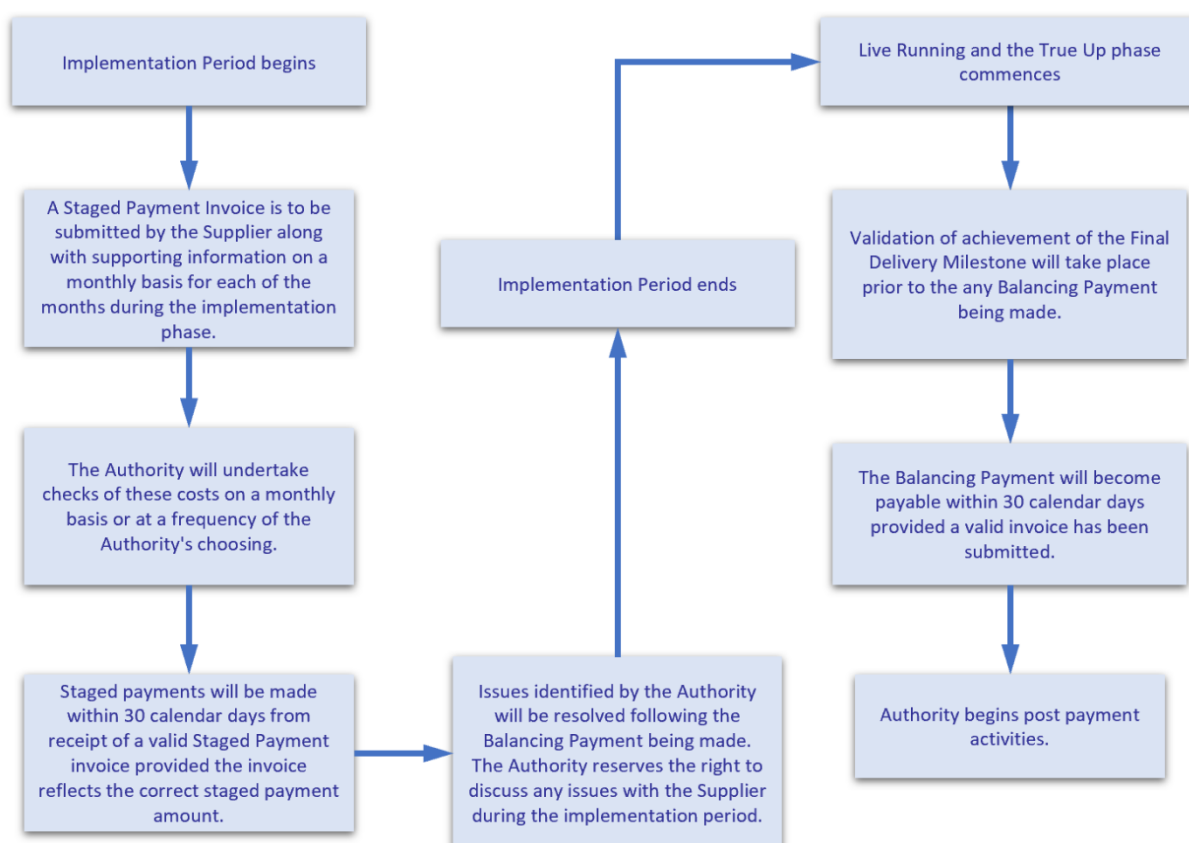 Implementation Period begins
A Staged Payment Invoice is to be
submitted by the Supplier along
with supporting information on a
monthly basis for each of the
months during the implementation
phase.
The Authority will undertake
checks of these costs on a monthly
basis or at a frequency of the
Authority's choosing.
Staged payments will be made
within 30 calendar days from
receipt of a valid Staged Payment
invoice provided the invoice
reflects the correct staged payment
amount.
Issues identified by the Authority
will be resolved following the
Balancing Payment being made.
The Authority reserves the right to
discuss any issues with the Supplier
during the implementation period.
Implementation Period ends
Live Running and the True Up phase
commences
Validation of achievement of the Final
Delivery Milestone will take place
prior to the any Balancing Payment
being made.
The Balancing Payment will become
payable within 30 calendar days
provided a valid invoice has been
submitted.
Authority begins post payment
activities.